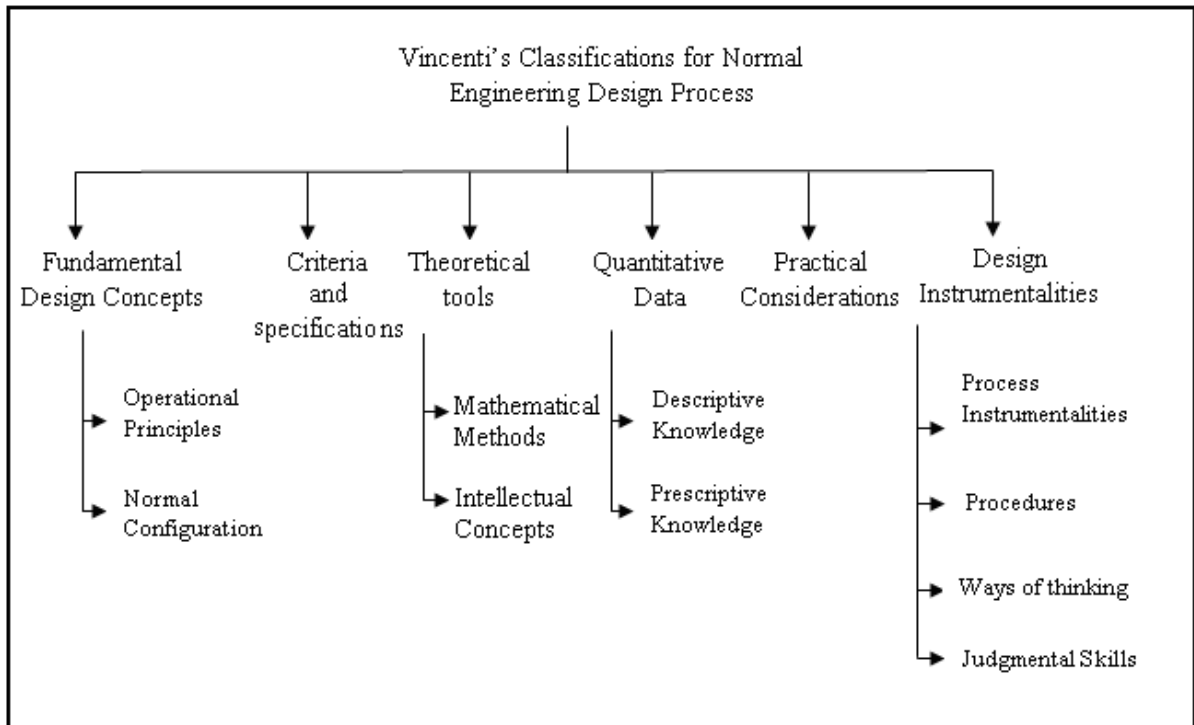 Vincenti's Classifications for Normal
Engineering Design Process
Fundamental
Design Concepts
Criteria
and
specifications
Theoretical
tools
Quantitative
Data
Practical
Considerations
Design
Instrumentalities
Operational
Principles
Normal
Configuration
Mathematical
Methods
Intellectual
Concepts
Descriptive
Knowledge
Prescriptive
Knowledge
Process
Instrumentalities
Procedures
Ways of thinking
Judgmental Skills